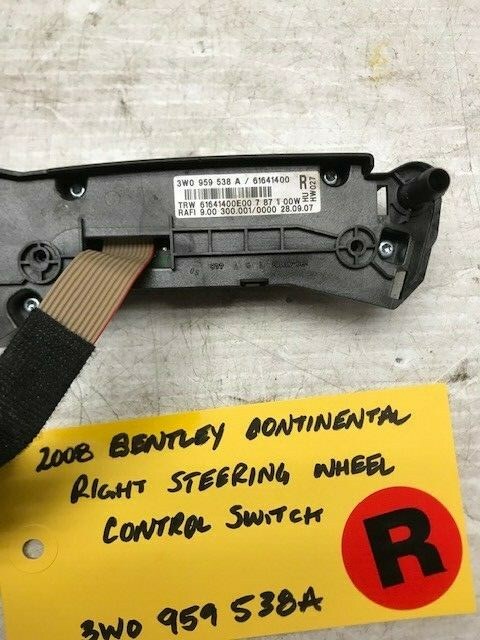 3W0 959 538 A / 61641400
R
TRW 61641400E00 7 87 1 00W
RAFI 9.00 300.001/0000 28.09.07
HU
HW027
2008 BENTLEY CONTINENTAL
RIGHT STEERING WHEEL
CONTROL SWITCH
R
3W0 959 538A